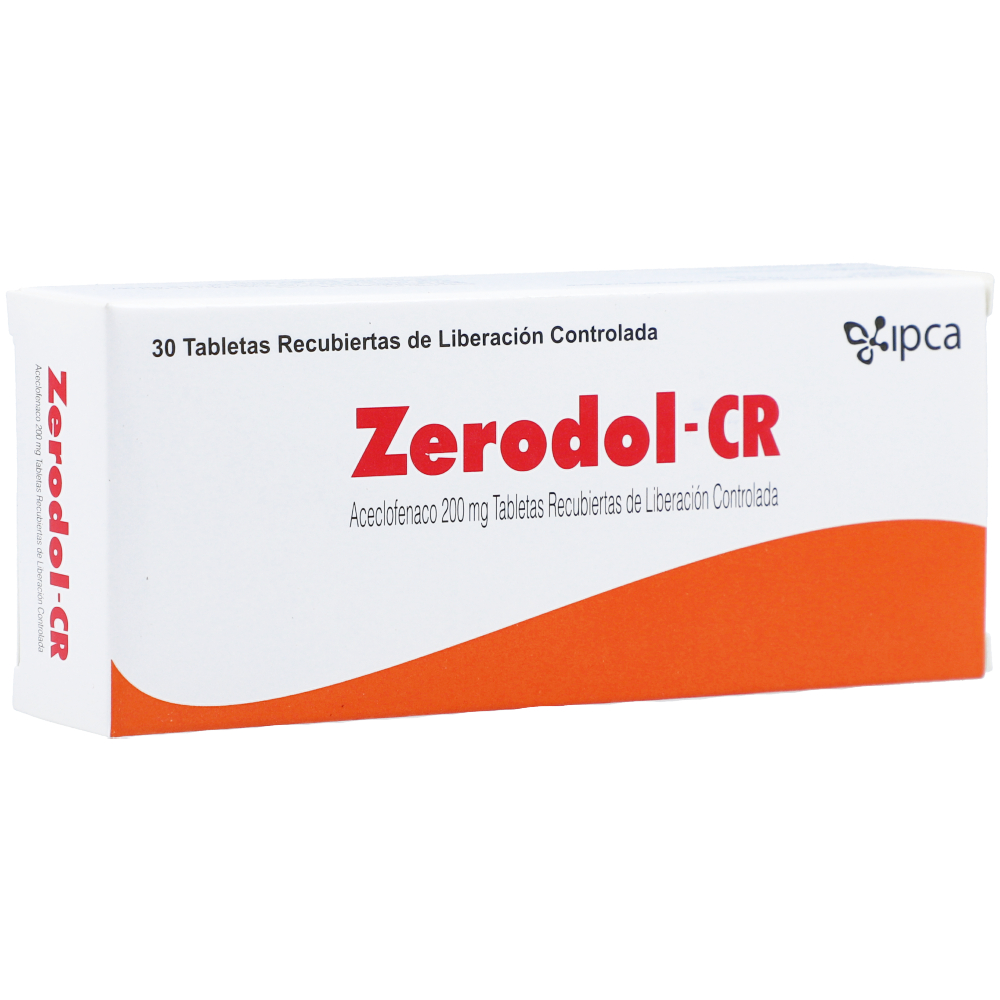 30 Tabletas Recubiertas de Liberación Controlada
ipca
Zerodol-CR
Aceclofenaco 200 mg Tabletas Recubiertas de Liberación Controlada
Zerodol-CR
Aceclofenaco 200 mg Tabletas Recubiertas de Liberación Controlada